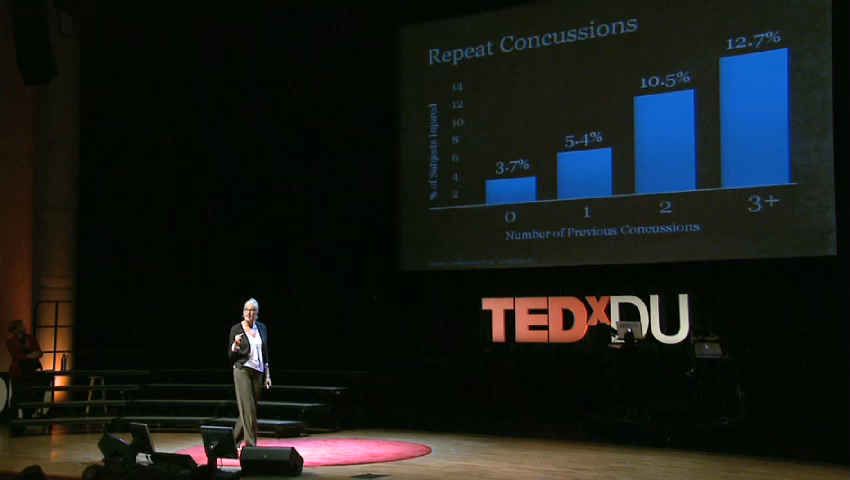 Repeat Concussions
% of Subjects Injured
14
12
10
8
6
4
2
3.7%
5.4%
10.5%
12.7%
0 1 2 3+
Number of Previous Concussions
TEDxDU